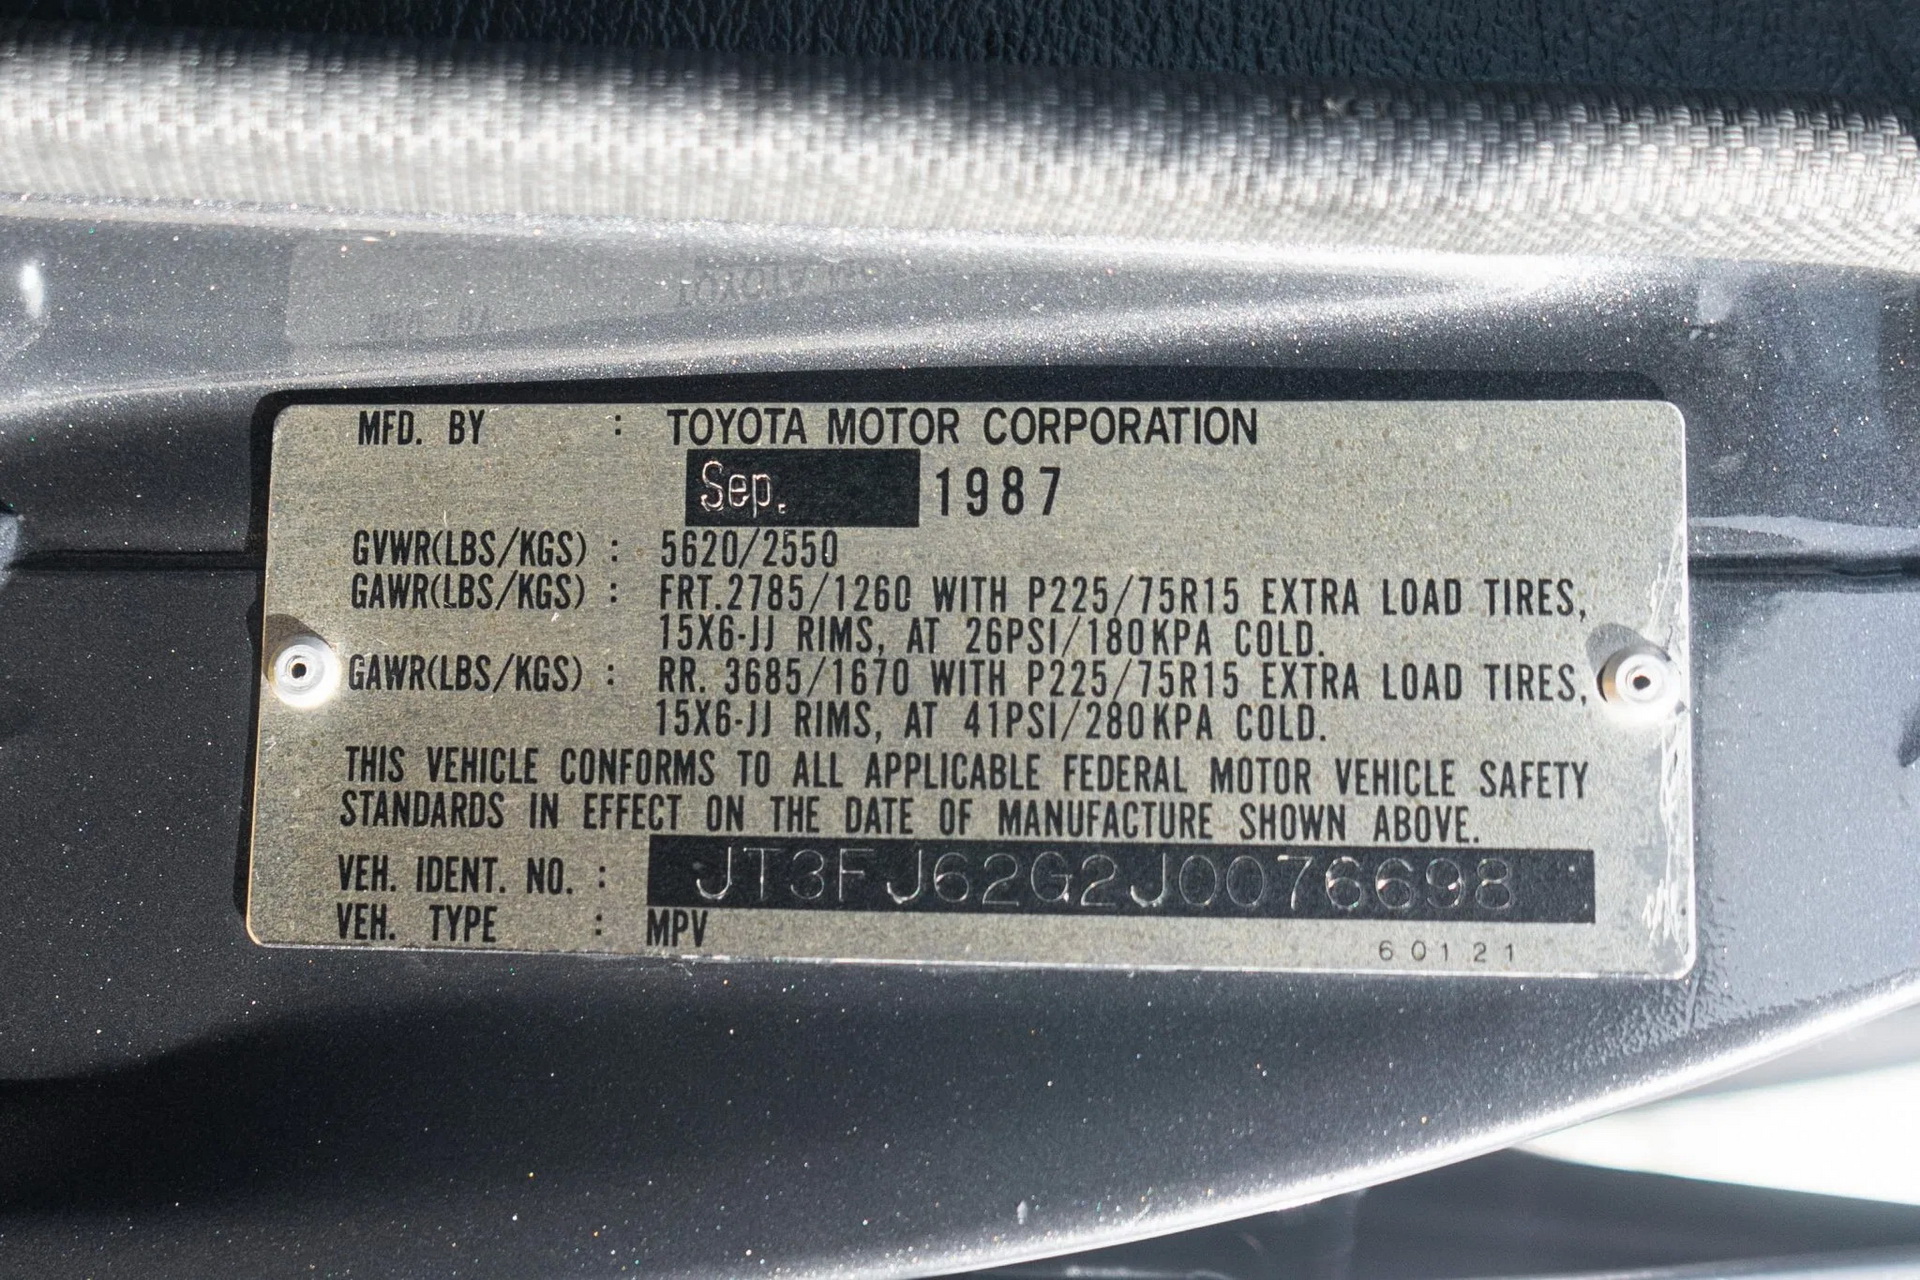 MFD. BY : TOYOTA MOTOR CORPORATION
Sep. 1987
GVWR(LBS/KGS) : 5620/2550
GAWR(LBS/KGS) : FRT.2785/1260 WITH P225/75R15 EXTRA LOAD TIRES,
15X6-JJ RIMS, AT 26PSI/180KPA COLD.
GAWR(LBS/KGS) : RR. 3685/1670 WITH P225/75R15 EXTRA LOAD TIRES,
15X6-JJ RIMS, AT 41PSI/280KPA COLD.
THIS VEHICLE CONFORMS TO ALL APPLICABLE FEDERAL MOTOR VEHICLE SAFETY
STANDARDS IN EFFECT ON THE DATE OF MANUFACTURE SHOWN ABOVE.
VEH. IDENT. NO. : JT3FJ62G2J0076698
VEH. TYPE : MPV
60121